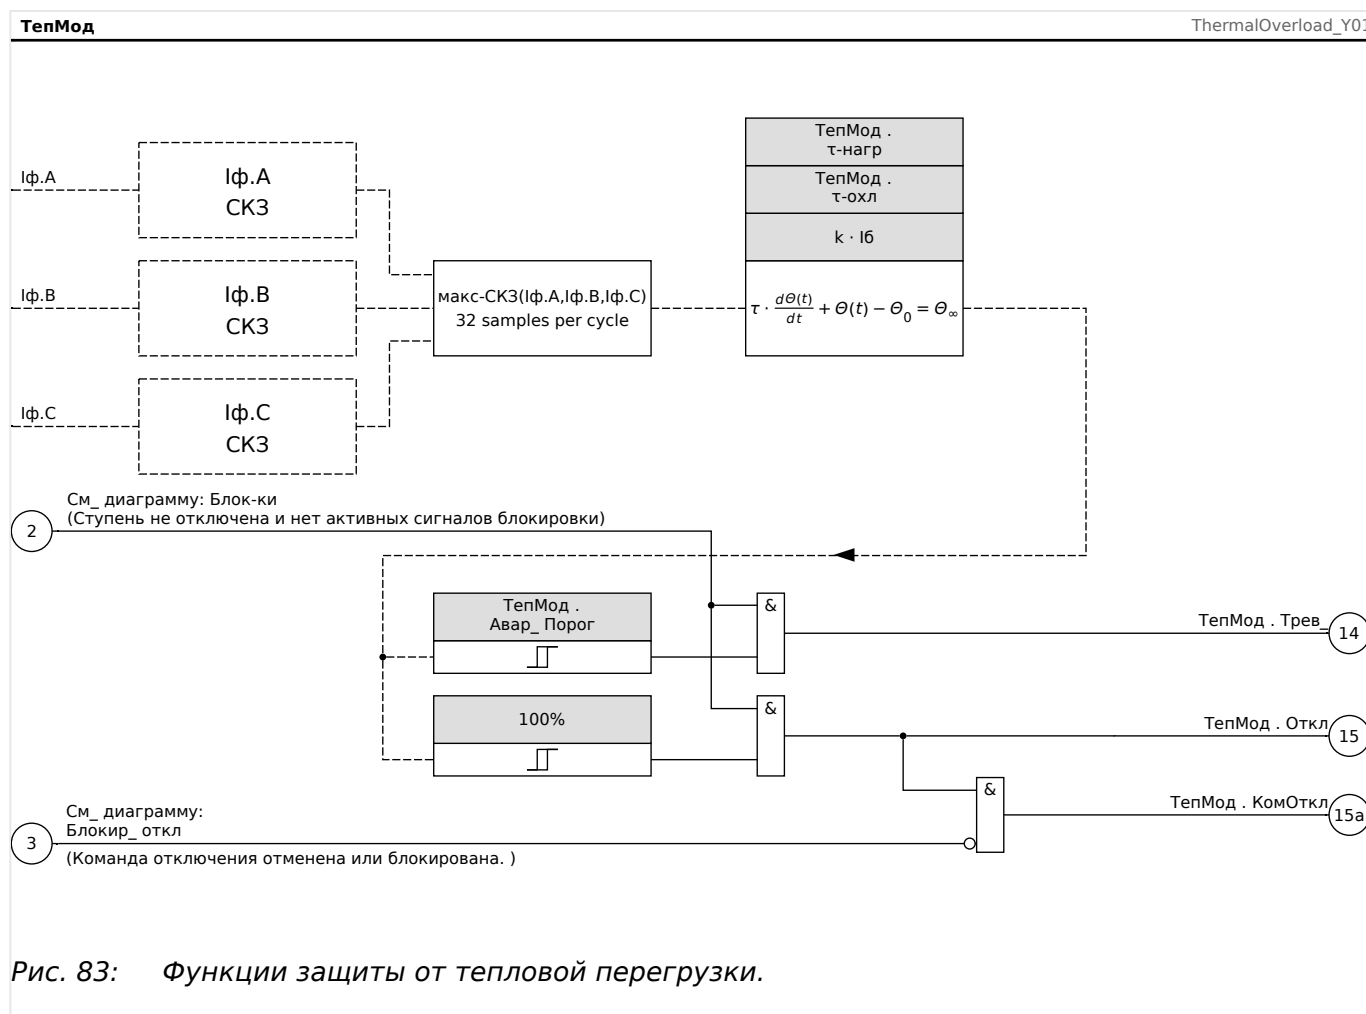 ТепМод
ThermalOverload_Y01
ТепМод .
τ-нагр
ТепМод .
τ-охл
k · Iб
Iф.A
Iф.A
СКЗ
Iф.B
Iф.B
СКЗ
макс-СКЗ(Iф.A,Iф.B,Iф.C)
32 samples per cycle
τ · dΘ(t)/dt + Θ(t) − Θ₀ = Θ∞
Iф.C
Iф.C
СКЗ
2
См_ диаграмму: Блок-ки
(Ступень не отключена и нет активных сигналов блокировки)
ТепМод .
Авар_ Порог
&
ТепМод . Трев_
14
100%
&
ТепМод . Откл
15
&
ТепМод . КомОткл
15a
3
См_ диаграмму:
Блокир_ откл
(Команда отключения отменена или блокирована. )
Рис. 83: Функции защиты от тепловой перегрузки.